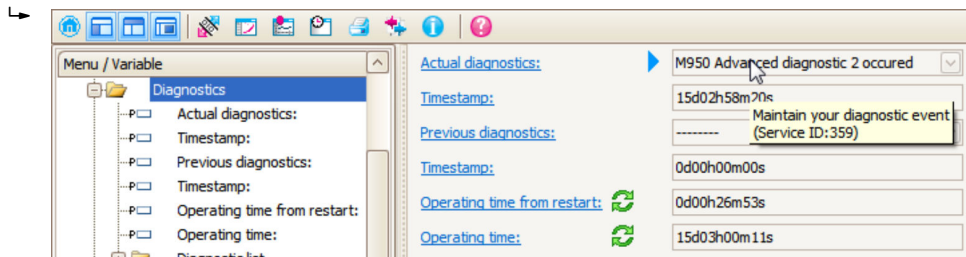 Menu / Variable
Diagnostics
Actual diagnostics:
Timestamp:
Previous diagnostics:
Timestamp:
Operating time from restart:
Operating time:
Diagnostic list
Actual diagnostics:
M950 Advanced diagnostic 2 occured
Timestamp:
15d02h58m20s
Maintain your diagnostic event
(Service ID:359)
Previous diagnostics:
--------
Timestamp:
0d00h00m00s
Operating time from restart:
0d00h26m53s
Operating time:
15d03h00m11s